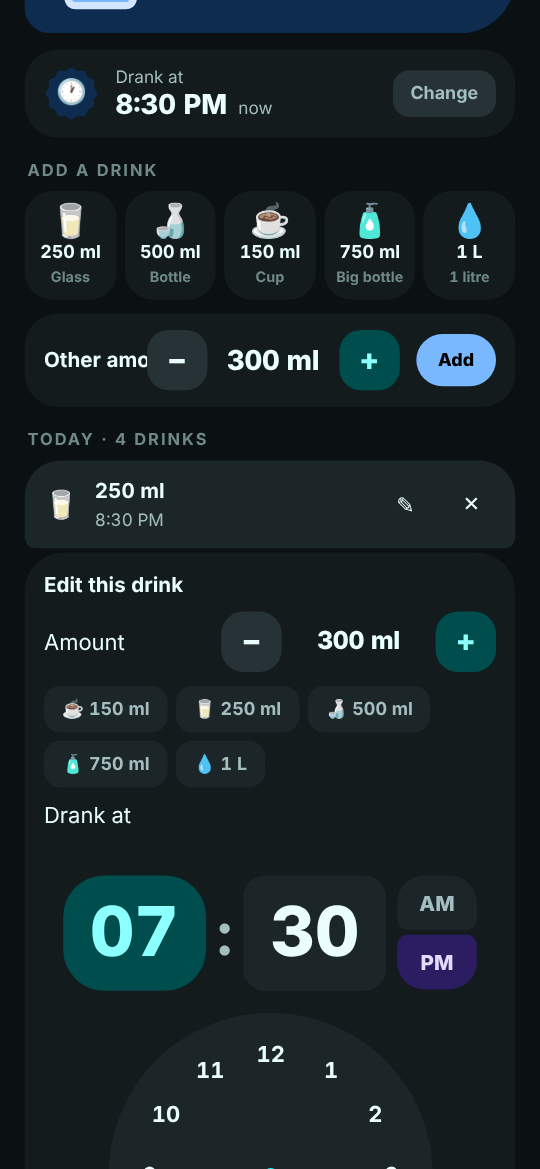 Drank at
8:30 PM now
Change
ADD A DRINK
250 ml
Glass
500 ml
Bottle
150 ml
Cup
750 ml
Big bottle
1 L
1 litre
Other amo
− 300 ml +
Add
TODAY · 4 DRINKS
250 ml
8:30 PM
Edit this drink
Amount − 300 ml +
150 ml 250 ml 500 ml
750 ml 1 L
Drank at
07 : 30
AM
PM
12
11 1
10 2